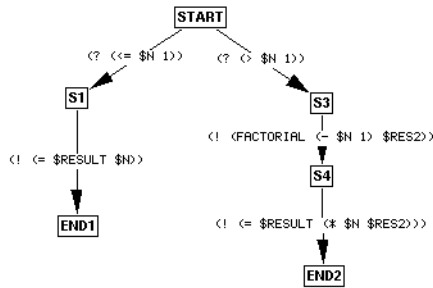 START
(? (<= $N 1))
(? (> $N 1))
S1
S3
(! (FACTORIAL (- $N 1) $RES2))
(! (= $RESULT $N))
S4
END1
(! (= $RESULT (* $N $RES2)))
END2